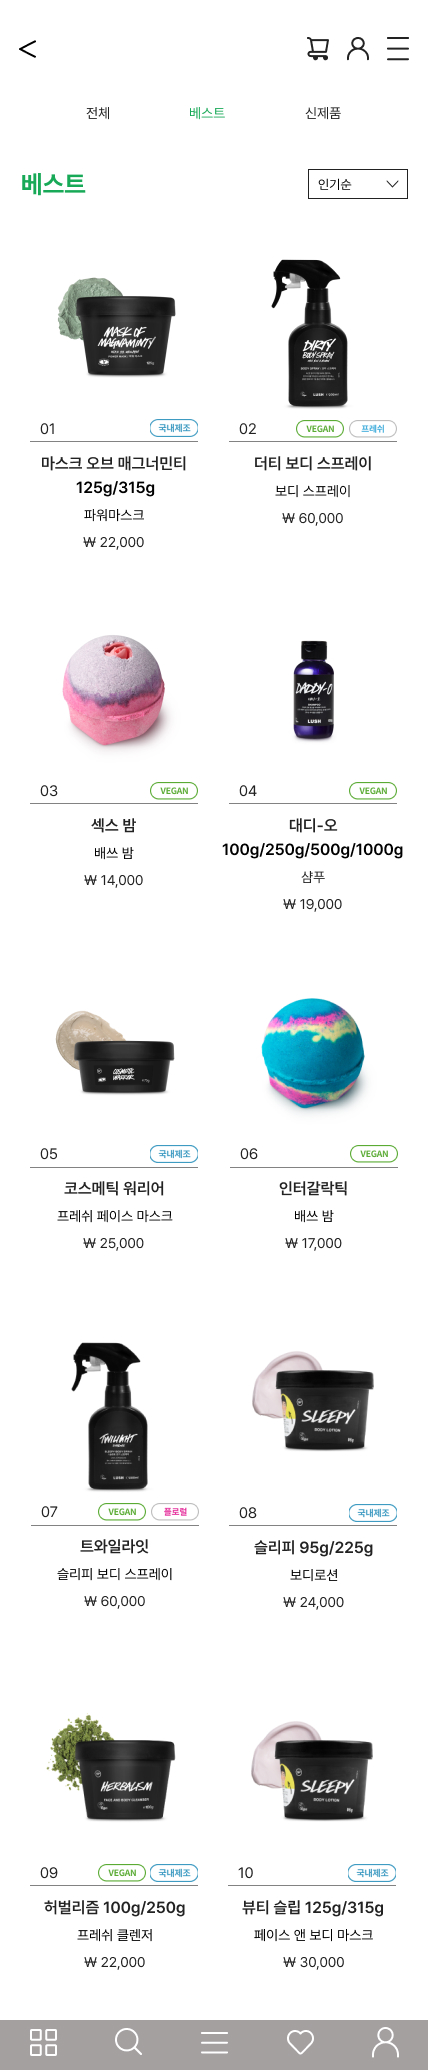 <
전체 베스트 신제품
베스트 인기순
MASK OF
MAGNAMINTY
DIRTY
BODY SPRAY
LUSH
01 국내제조
02 VEGAN 프레쉬
마스크 오브 매그너민티
125g/315g
파워마스크
₩ 22,000
더티 보디 스프레이
보디 스프레이
₩ 60,000
DADDY-O
SHAMPOO
LUSH
03 VEGAN
04 VEGAN
섹스 밤
배쓰 밤
₩ 14,000
대디-오
100g/250g/500g/1000g
샴푸
₩ 19,000
COSMETIC
WARRIOR
05 국내제조
06 VEGAN
코스메틱 워리어
프레쉬 페이스 마스크
₩ 25,000
인터갈락틱
배쓰 밤
₩ 17,000
TWILIGHT
LUSH
SLEEPY
BODY LOTION
07 VEGAN 플로럴
08 국내제조
트와일라잇
슬리피 보디 스프레이
₩ 60,000
슬리피 95g/225g
보디로션
₩ 24,000
HERBALISM
FACE AND BODY CLEANSER
SLEEPY
BODY LOTION
09 VEGAN 국내제조
10 국내제조
허벌리즘 100g/250g
프레쉬 클렌저
₩ 22,000
뷰티 슬립 125g/315g
페이스 앤 보디 마스크
₩ 30,000